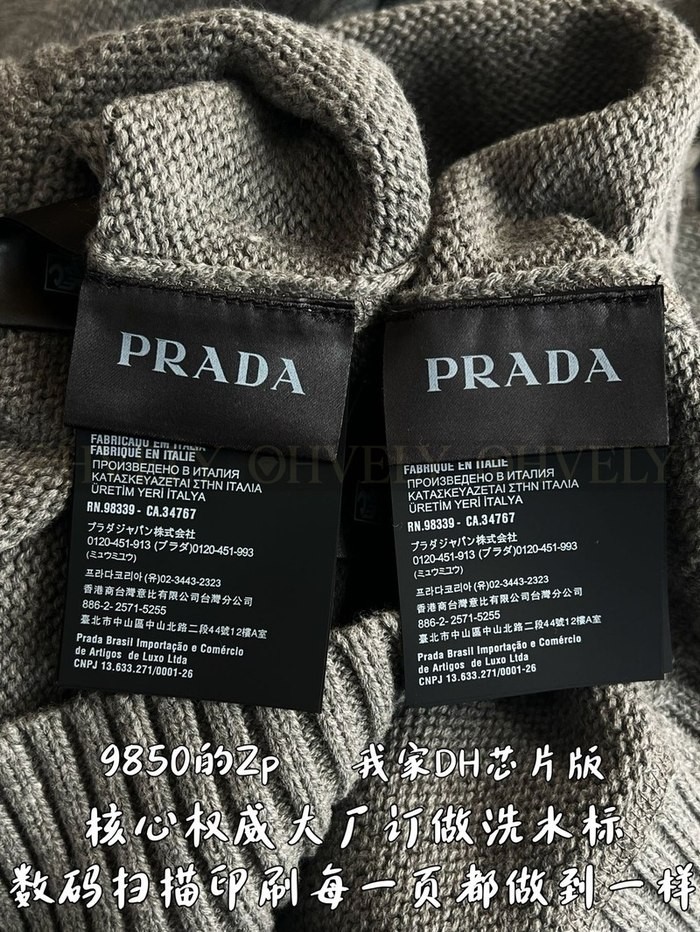 PRADA
FABRICADO EM ITALIA
FABRIQUÉ EN ITALIE
ПРОИЗВЕДЕНО В ИТАЛИЯ
ΚΑΤΑΣΚΕΥΑΖΕΤΑΙ ΣΤΗΝ ΙΤΑΛΙΑ
ÜRETİM YERİ İTALYA
RN.98339 - CA.34767
プラダジャパン株式会社
0120-451-913 (プラダ)0120-451-993
(ミュウミュウ)
프라다코리아 (유)02-3443-2323
香港商台灣意比有限公司台灣分公司
886-2- 2571-5255
臺北市中山區中山北路二段44號12樓A室
Prada Brasil Importação e Comércio
de Artigos de Luxo Ltda
CNPJ 13.633.271/0001-26
PRADA
FABRIQUÉ EN ITALIE
ПРОИЗВЕДЕНО В ИТАЛИЯ
ΚΑΤΑΣΚΕΥΑΖΕΤΑΙ ΣΤΗΝ ΙΤΑΛΙΑ
ÜRETİM YERİ İTALYA
RN.98339 - CA.34767
プラダジャパン株式会社
0120-451-913 (プラダ)0120-451-993
(ミュウミュウ)
프라다코리아 (유)02-3443-2323
香港商台灣意比有限公司台灣分公司
886-2- 2571-5255
臺北市中山區中山北路二段44號12樓A室
Prada Brasil Importação e Comércio
de Artigos de Luxo Ltda
CNPJ 13.633.271/0001-26
OHVELY OHVELY
9850的Zp 我家DH芯片版
核心权威大厂订做洗水标
数码扫描印刷每一页都做到一样